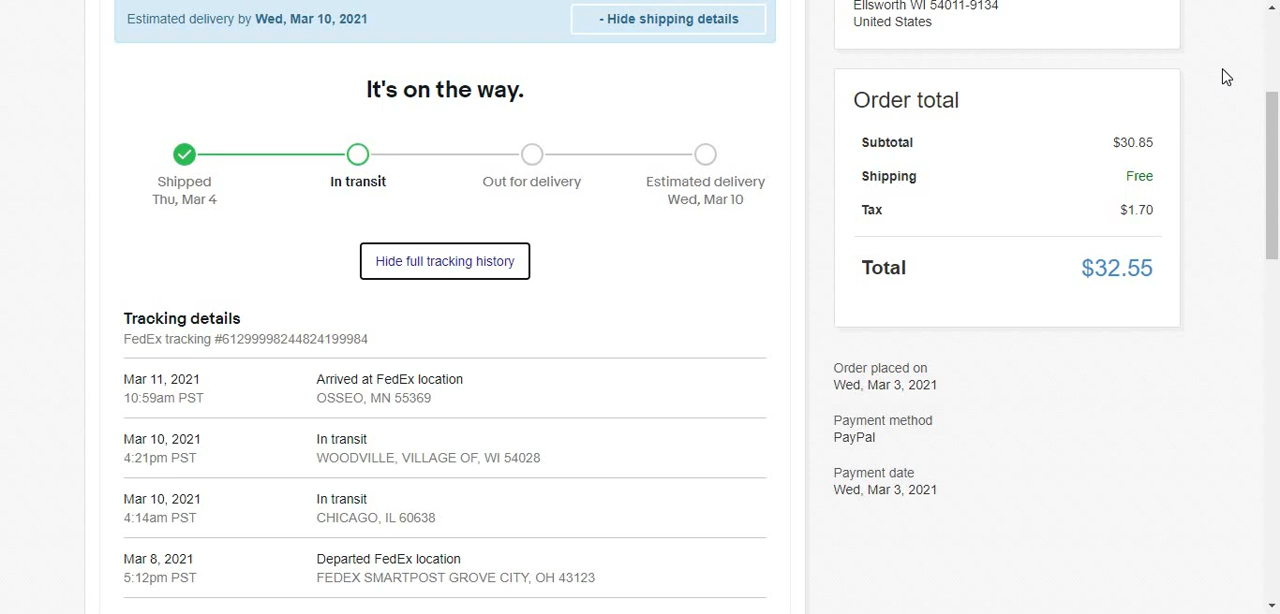 Estimated delivery by Wed, Mar 10, 2021
- Hide shipping details
It's on the way.
Shipped
Thu, Mar 4
In transit
Out for delivery
Estimated delivery
Wed, Mar 10
Hide full tracking history
Tracking details
FedEx tracking #61299998244824199984
Mar 11, 2021
10:59am PST
Arrived at FedEx location
OSSEO, MN 55369
Mar 10, 2021
4:21pm PST
In transit
WOODVILLE, VILLAGE OF, WI 54028
Mar 10, 2021
4:14am PST
In transit
CHICAGO, IL 60638
Mar 8, 2021
5:12pm PST
Departed FedEx location
FEDEX SMARTPOST GROVE CITY, OH 43123
Ellsworth WI 54011-9134
United States
Order total
Subtotal $30.85
Shipping Free
Tax $1.70
Total $32.55
Order placed on
Wed, Mar 3, 2021
Payment method
PayPal
Payment date
Wed, Mar 3, 2021